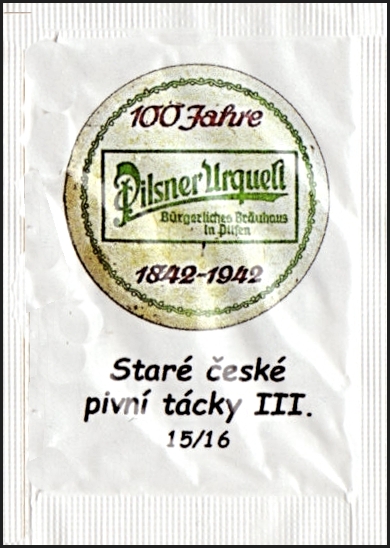 100 Jahre
Pilsner Urquell
Bürgerliches Bräuhaus
in Pilsen
1842-1942
Staré české
pivní tácky III.
15/16